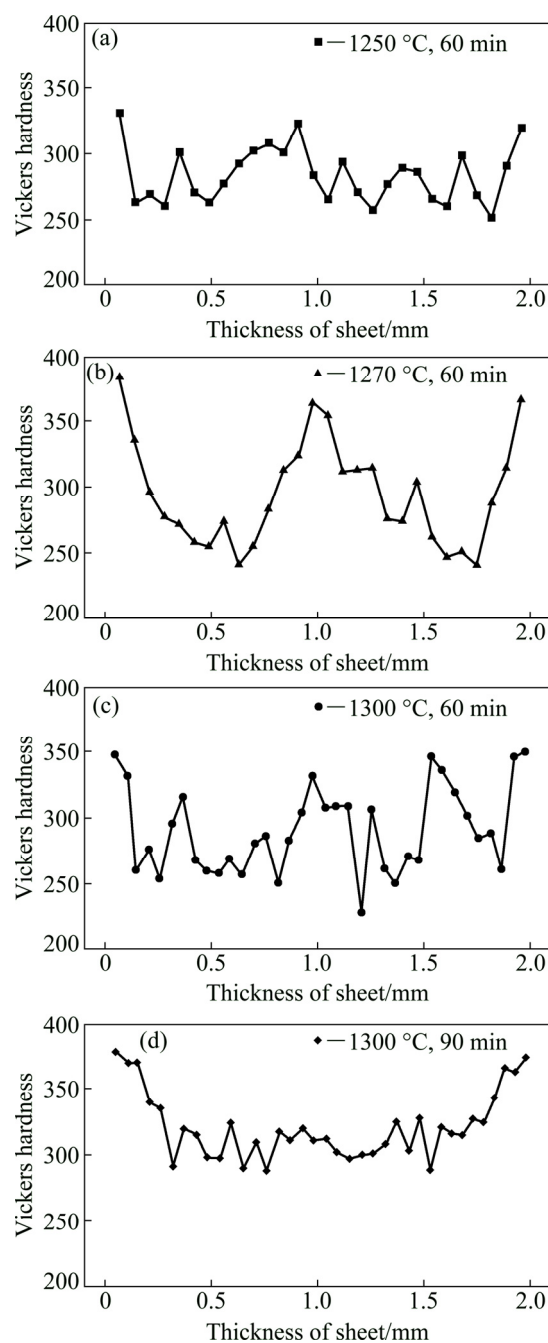 (a)
1250 °C, 60 min
400
350
300
250
200
Vickers hardness
0 0.5 1.0 1.5 2.0
Thickness of sheet/mm
(b)
1270 °C, 60 min
400
350
300
250
200
Vickers hardness
0 0.5 1.0 1.5 2.0
Thickness of sheet/mm
(c)
1300 °C, 60 min
400
350
300
250
200
Vickers hardness
0 0.5 1.0 1.5 2.0
Thickness of sheet/mm
(d)
1300 °C, 90 min
400
350
300
250
200
Vickers hardness
0 0.5 1.0 1.5 2.0
Thickness of sheet/mm